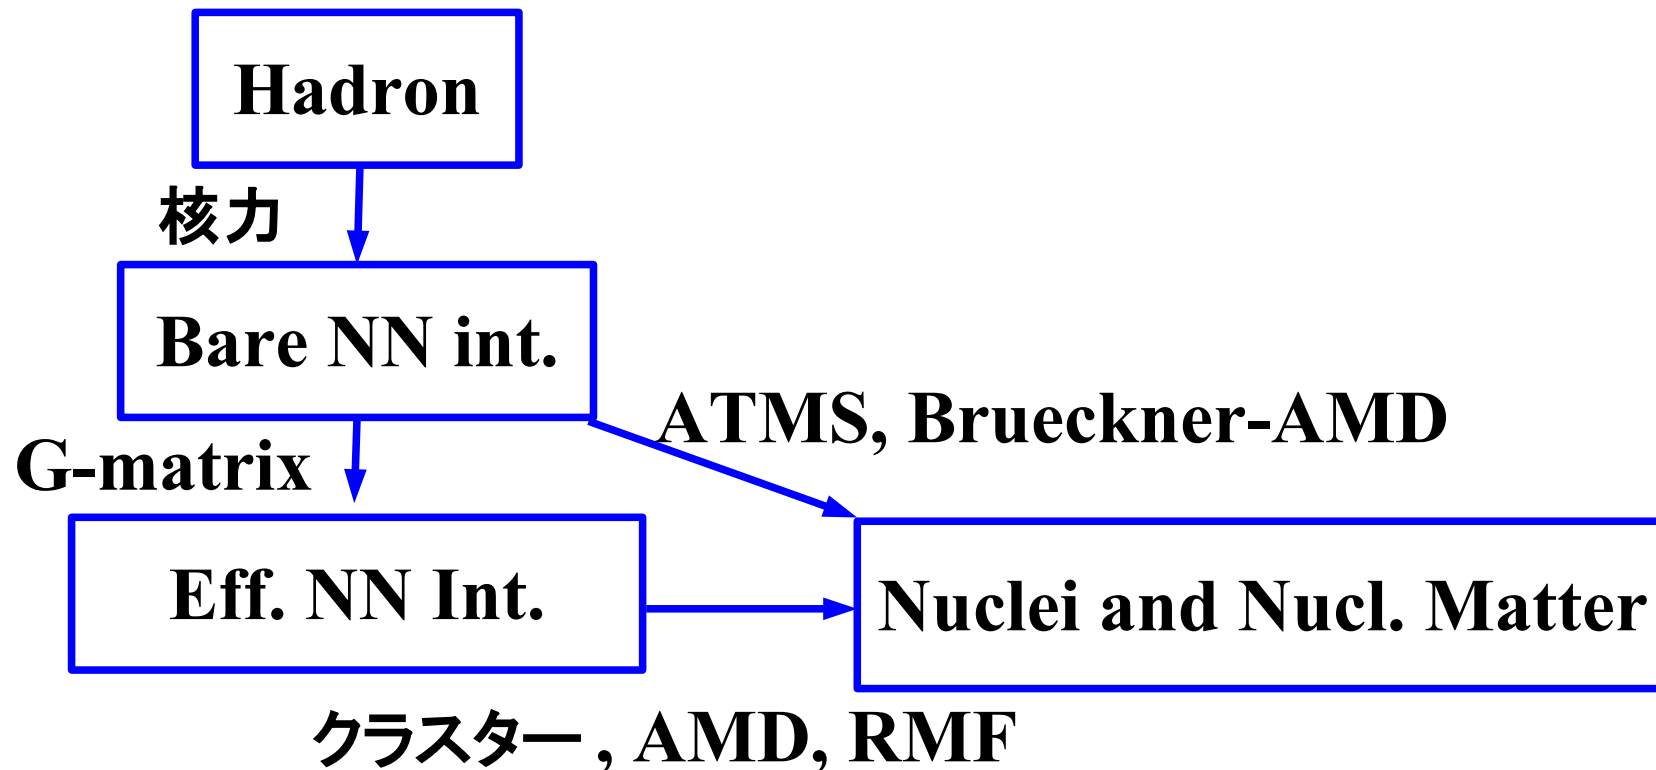 Hadron
核力
Bare NN int.
ATMS, Brueckner-AMD
G-matrix
Eff. NN Int.
Nuclei and Nucl. Matter
クラスター , AMD, RMF